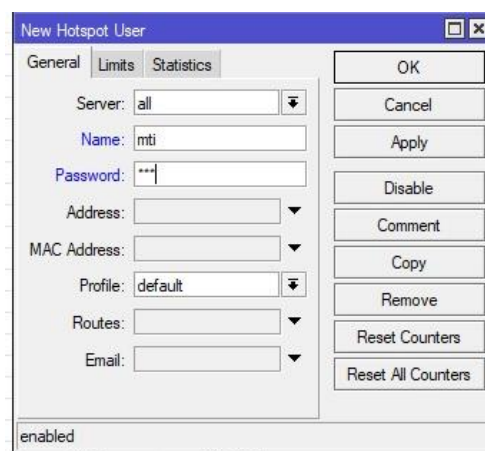 New Hotspot User
General Limits Statistics
Server: all
Name: mti
Password: ***
Address:
MAC Address:
Profile: default
Routes:
Email:
OK
Cancel
Apply
Disable
Comment
Copy
Remove
Reset Counters
Reset All Counters
enabled